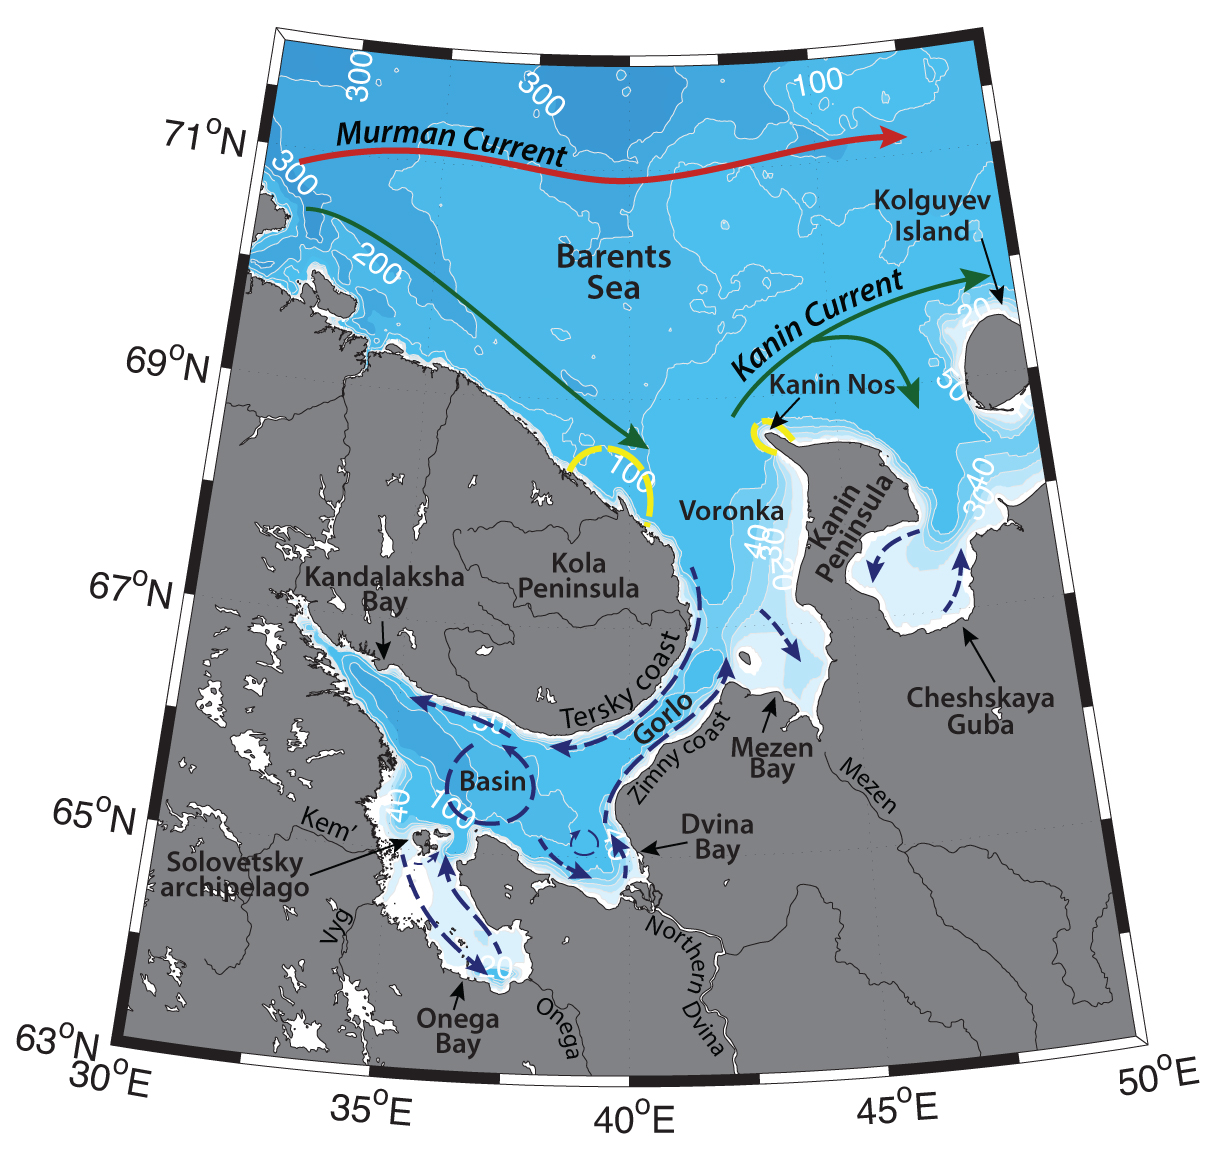 300
300
100
71°N
Murman Current
300
Kolguyev
Island
200
Barents
Sea
Kanin Current
20
69°N
Kanin Nos
50
100
Voronka
Kanin
Peninsula
40
30
40
30
20
67°N
Kandalaksha
Bay
Kola
Peninsula
Tersky coast
Gorlo
Zimny coast
Cheshskaya
Guba
Mezen
Bay
Mezen
Basin
40
100
65°N
Kem'
Dvina
Bay
Solovetsky
archipelago
Vyg
Northern
Dvina
20
Onega
Bay
Onega
63°N
30°E
35°E
40°E
45°E
50°E